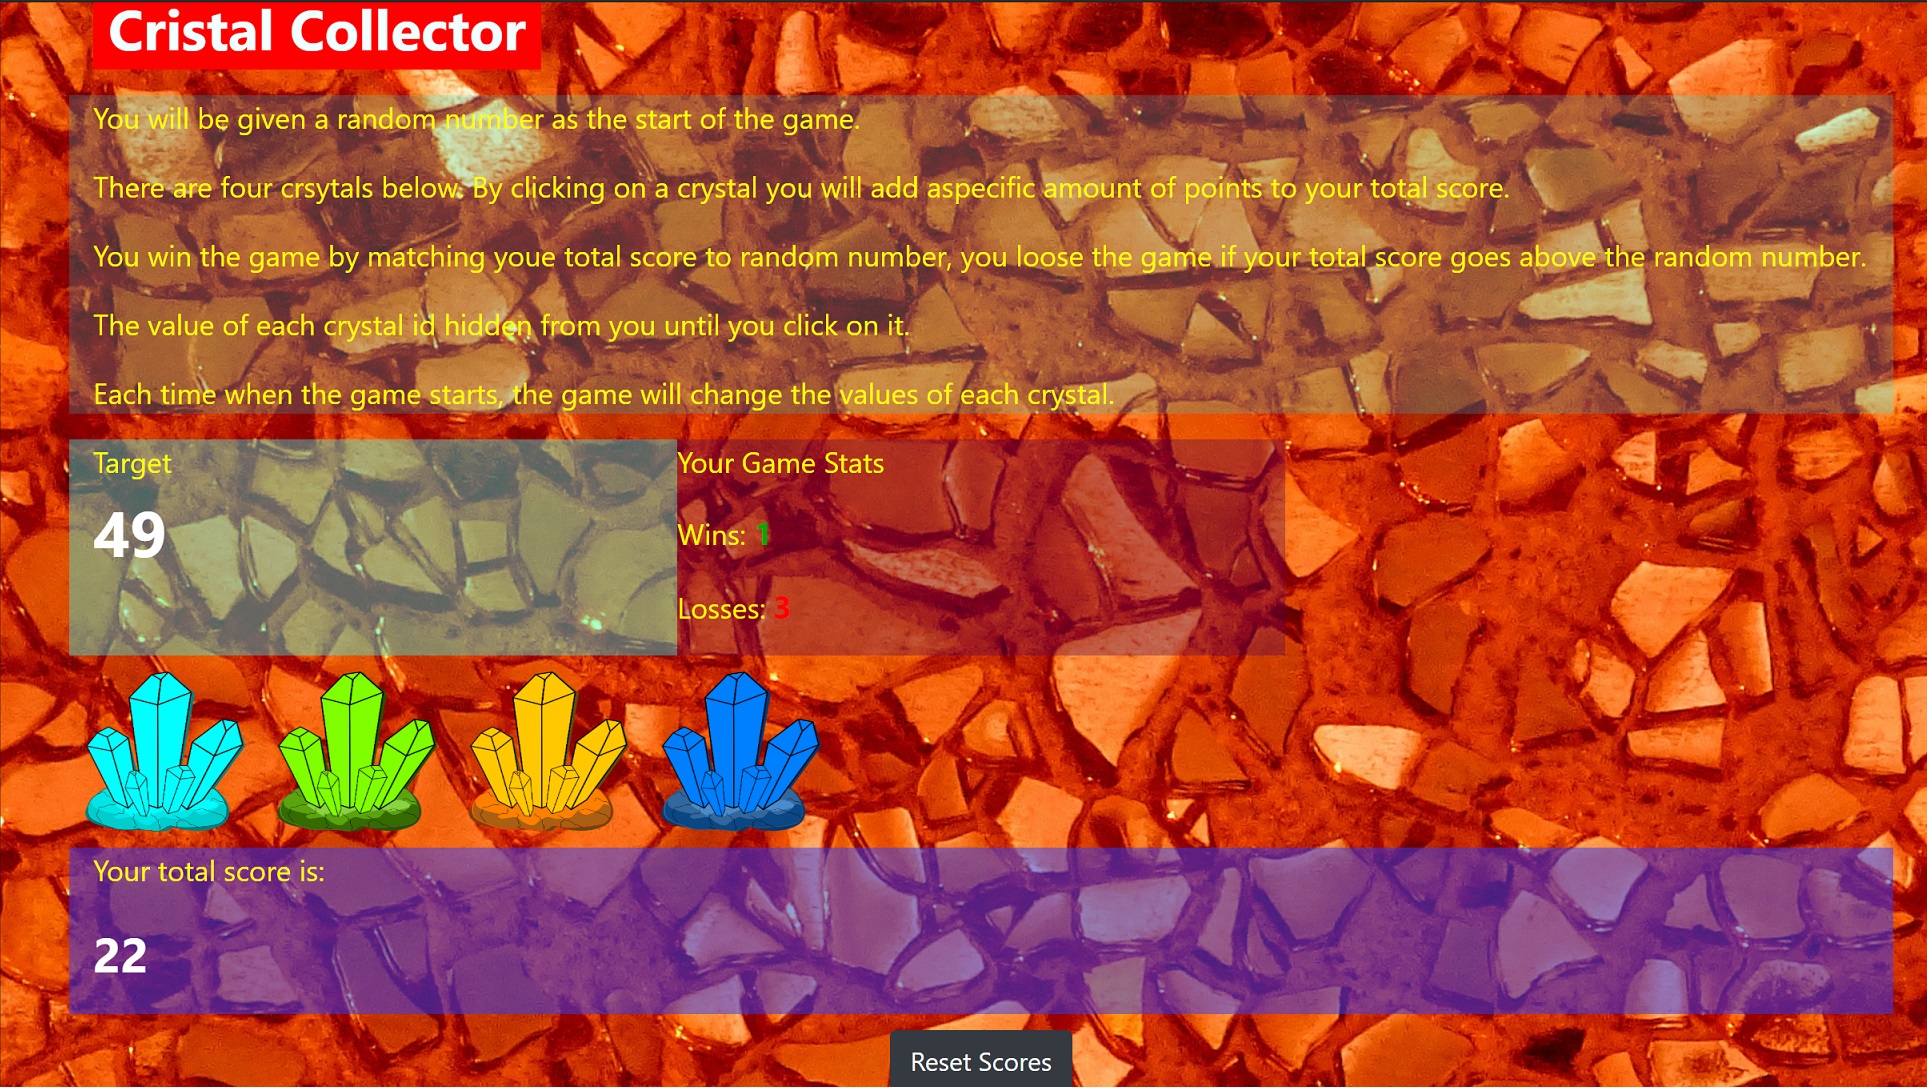 Cristal Collector
You will be given a random number as the start of the game.
There are four crsytals below. By clicking on a crystal you will add aspecific amount of points to your total score.
You win the game by matching youe total score to random number, you loose the game if your total score goes above the random number.
The value of each crystal id hidden from you until you click on it.
Each time when the game starts, the game will change the values of each crystal.
Target
49
Your Game Stats
Wins: 1
Losses: 3
Your total score is:
22
Reset Scores